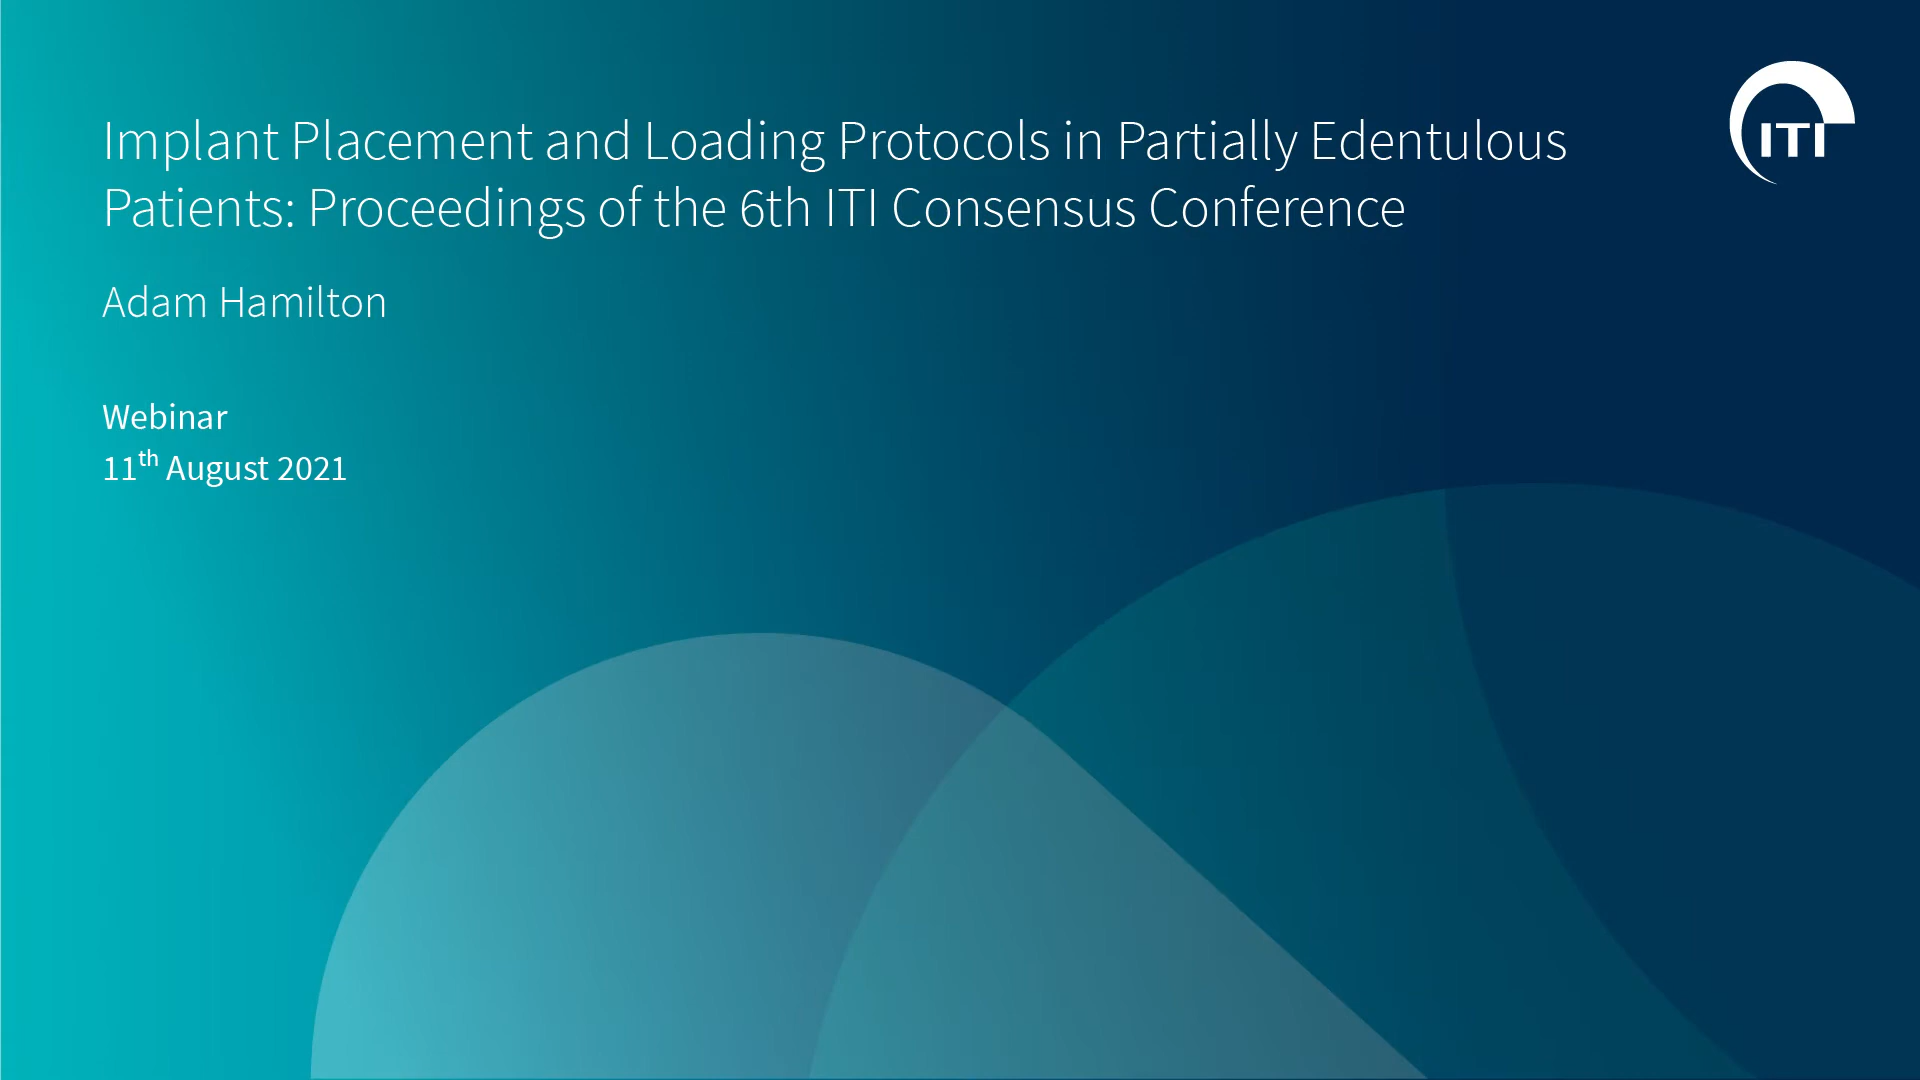 Implant Placement and Loading Protocols in Partially Edentulous
Patients: Proceedings of the 6th ITI Consensus Conference
Adam Hamilton
Webinar
11th August 2021
ITI